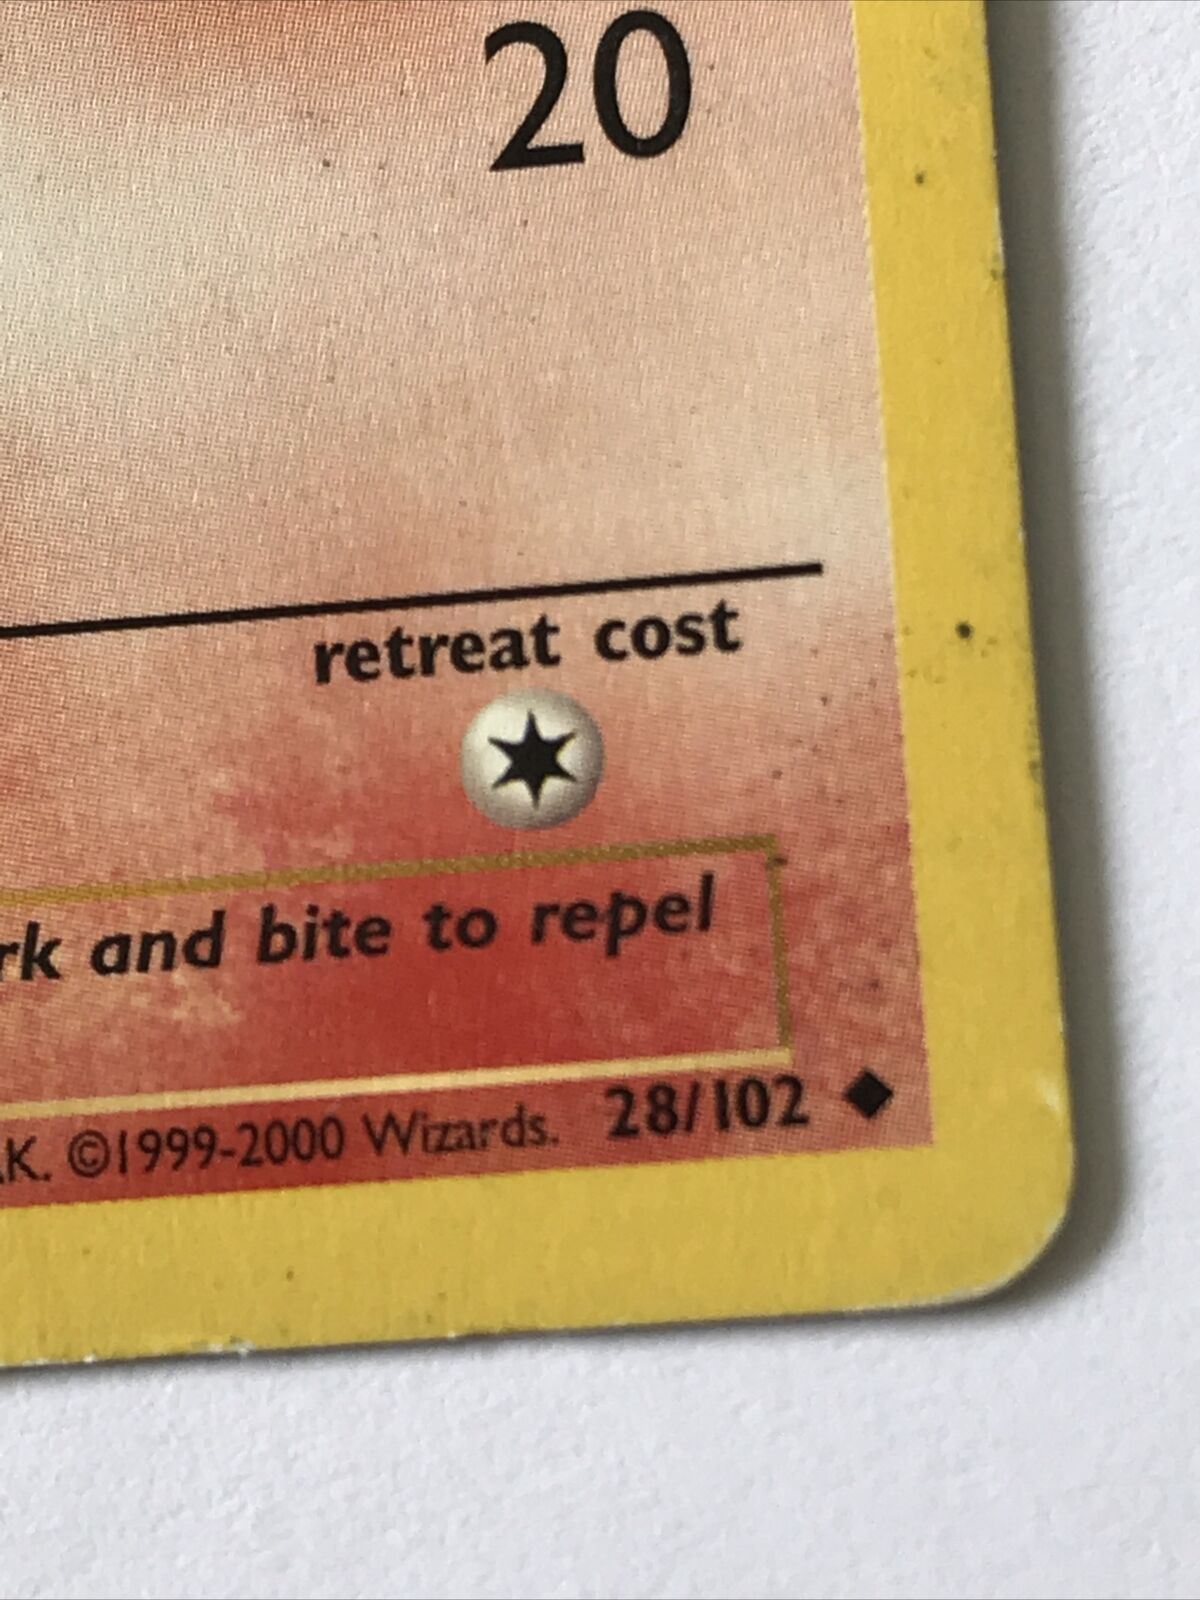 20
retreat cost
rk and bite to repel
K. ©1999-2000 Wizards. 28/102